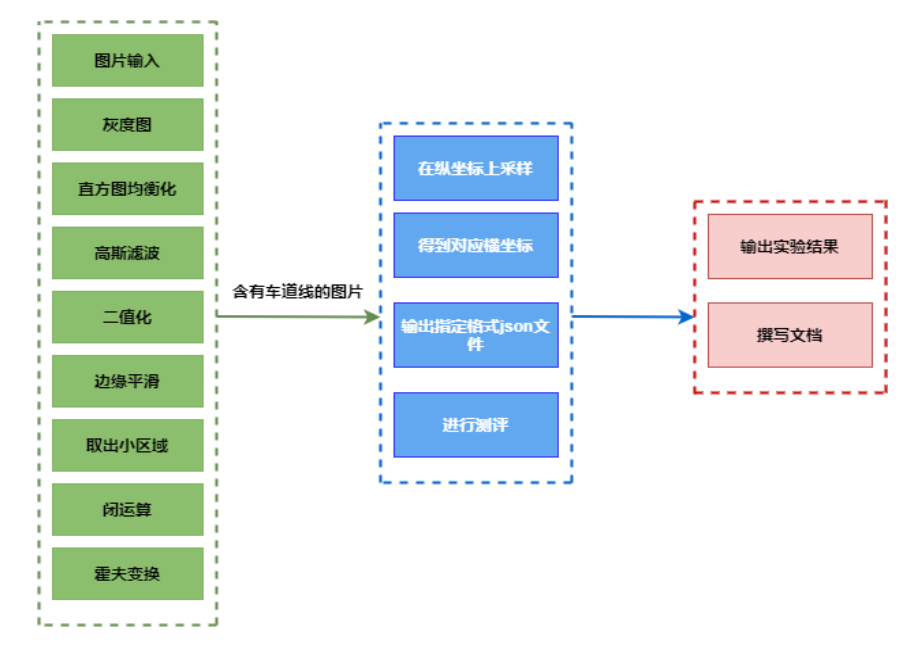 图片输入
灰度图
直方图均衡化
高斯滤波
二值化
边缘平滑
取出小区域
闭运算
霍夫变换
含有车道线的图片
在纵坐标上采样
得到对应横坐标
输出指定格式json文
件
进行测评
输出实验结果
撰写文档